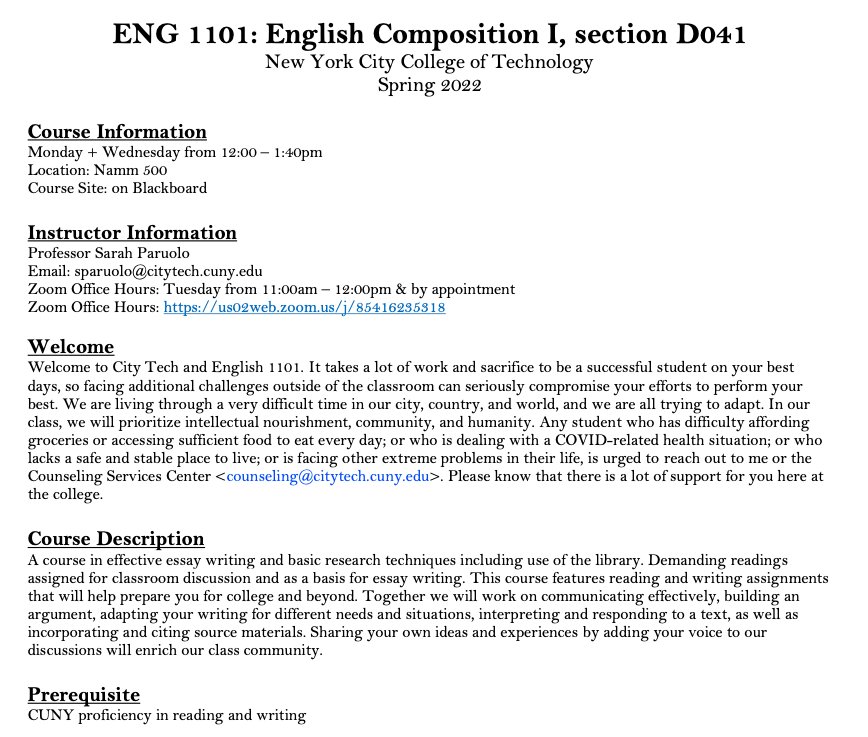 ENG 1101: English Composition I, section D041
New York City College of Technology
Spring 2022
Course Information
Monday + Wednesday from 12:00 – 1:40pm
Location: Namm 500
Course Site: on Blackboard
Instructor Information
Professor Sarah Paruolo
Email: sparuolo@citytech.cuny.edu
Zoom Office Hours: Tuesday from 11:00am – 12:00pm & by appointment
Zoom Office Hours: https://us02web.zoom.us/j/85416235318
Welcome
Welcome to City Tech and English 1101. It takes a lot of work and sacrifice to be a successful student on your best
days, so facing additional challenges outside of the classroom can seriously compromise your efforts to perform your
best. We are living through a very difficult time in our city, country, and world, and we are all trying to adapt. In our
class, we will prioritize intellectual nourishment, community, and humanity. Any student who has difficulty affording
groceries or accessing sufficient food to eat every day; or who is dealing with a COVID-related health situation; or who
lacks a safe and stable place to live; or is facing other extreme problems in their life, is urged to reach out to me or the
Counseling Services Center <counseling@citytech.cuny.edu>. Please know that there is a lot of support for you here at
the college.
Course Description
A course in effective essay writing and basic research techniques including use of the library. Demanding readings
assigned for classroom discussion and as a basis for essay writing. This course features reading and writing assignments
that will help prepare you for college and beyond. Together we will work on communicating effectively, building an
argument, adapting your writing for different needs and situations, interpreting and responding to a text, as well as
incorporating and citing source materials. Sharing your own ideas and experiences by adding your voice to our
discussions will enrich our class community.
Prerequisite
CUNY proficiency in reading and writing